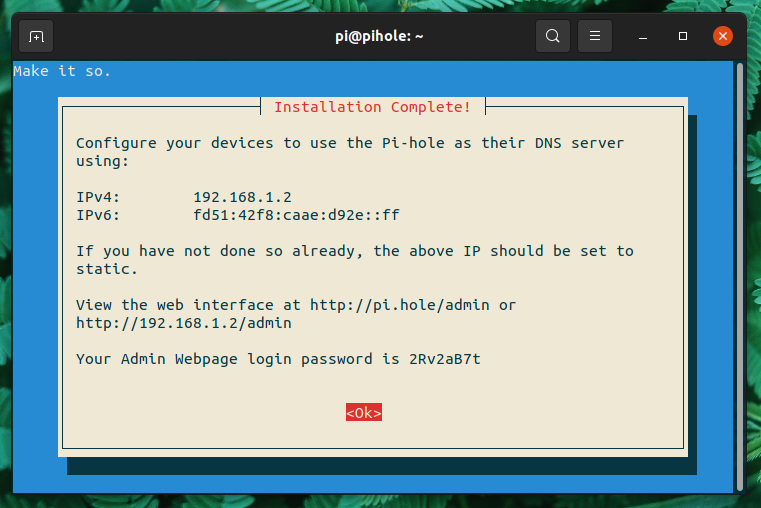 pi@pihole: ~
Make it so.
Installation Complete!
Configure your devices to use the Pi-hole as their DNS server
using:
IPv4: 192.168.1.2
IPv6: fd51:42f8:caae:d92e::ff
If you have not done so already, the above IP should be set to
static.
View the web interface at http://pi.hole/admin or
http://192.168.1.2/admin
Your Admin Webpage login password is 2Rv2aB7t
<Ok>